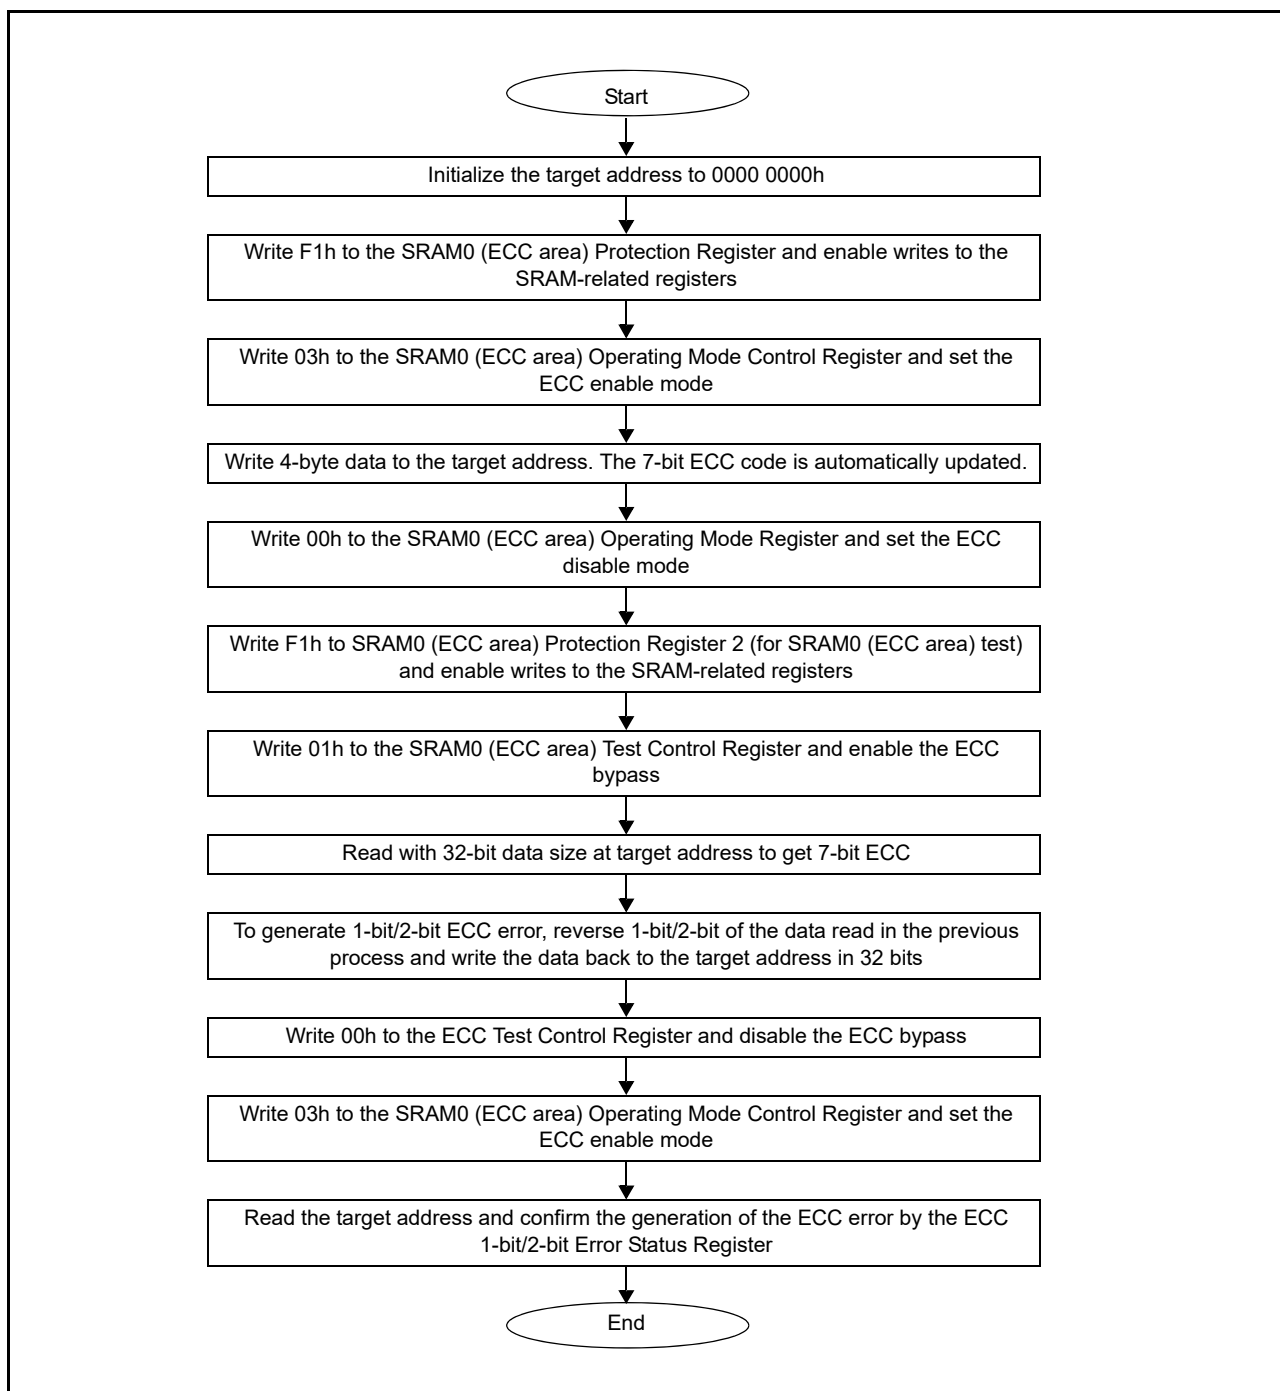 Start
Initialize the target address to 0000 0000h
Write F1h to the SRAM0 (ECC area) Protection Register and enable writes to the
SRAM-related registers
Write 03h to the SRAM0 (ECC area) Operating Mode Control Register and set the
ECC enable mode
Write 4-byte data to the target address. The 7-bit ECC code is automatically updated.
Write 00h to the SRAM0 (ECC area) Operating Mode Register and set the ECC
disable mode
Write F1h to SRAM0 (ECC area) Protection Register 2 (for SRAM0 (ECC area) test)
and enable writes to the SRAM-related registers
Write 01h to the SRAM0 (ECC area) Test Control Register and enable the ECC
bypass
Read with 32-bit data size at target address to get 7-bit ECC
To generate 1-bit/2-bit ECC error, reverse 1-bit/2-bit of the data read in the previous
process and write the data back to the target address in 32 bits
Write 00h to the ECC Test Control Register and disable the ECC bypass
Write 03h to the SRAM0 (ECC area) Operating Mode Control Register and set the
ECC enable mode
Read the target address and confirm the generation of the ECC error by the ECC
1-bit/2-bit Error Status Register
End